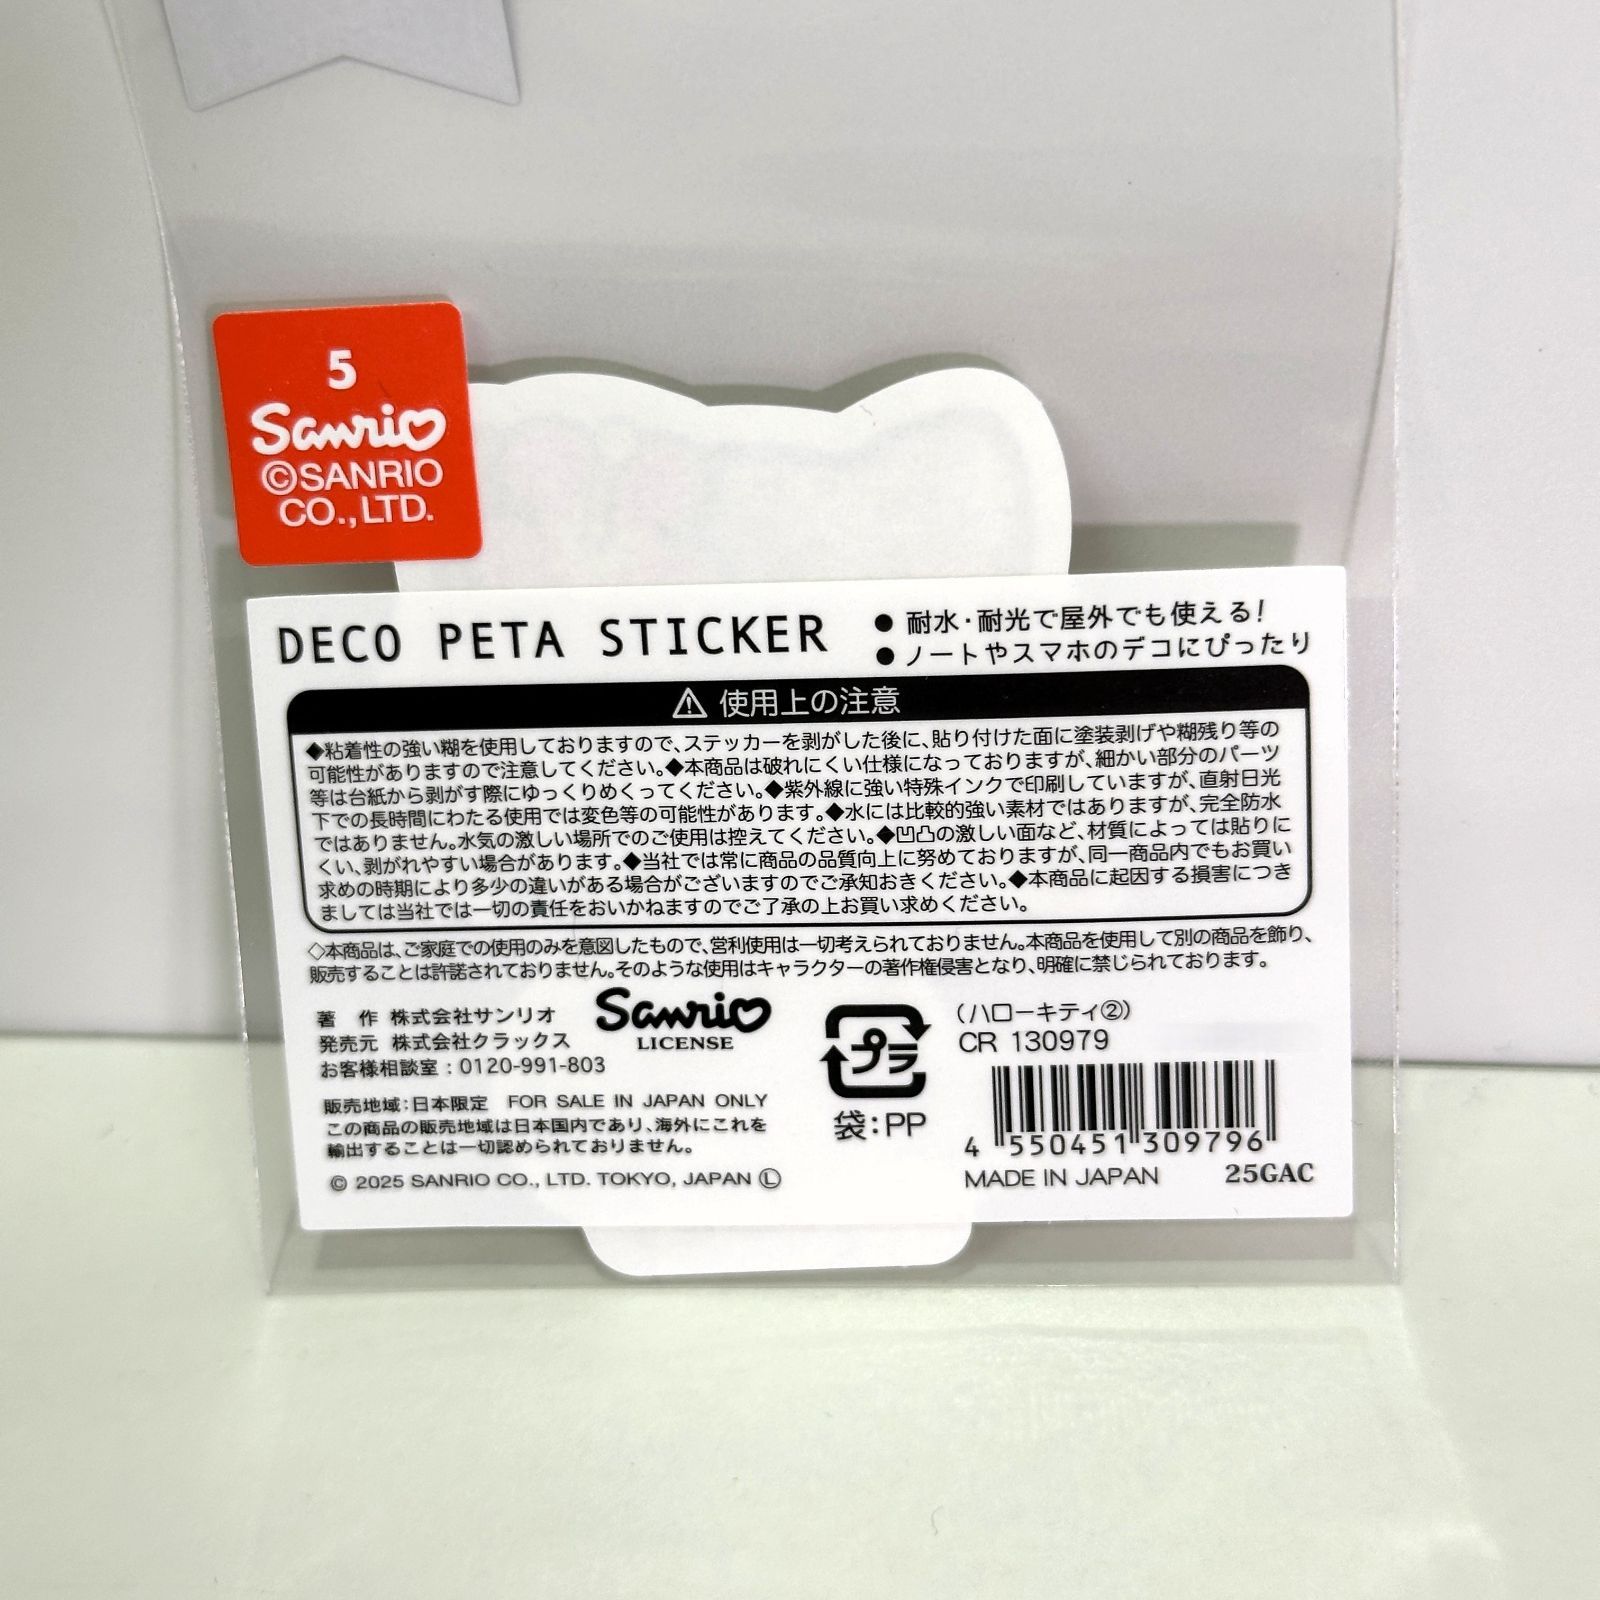 5
Sanrio
©SANRIO
CO., LTD.
DECO PETA STICKER
● 耐水・耐光で屋外でも使える!
● ノートやスマホのデコにぴったり
⚠ 使用上の注意
◆粘着性の強い糊を使用しておりますので、ステッカーを剥がした後に、貼り付けた面に塗装剥げや糊残り等の
可能性がありますので注意してください。◆本商品は破れにくい仕様になっておりますが、細かい部分のパーツ
等は台紙から剥がす際にゆっくりめくってください。◆紫外線に強い特殊インクで印刷していますが、直射日光
下での長時間にわたる使用では変色等の可能性があります。◆水には比較的強い素材ではありますが、完全防水
ではありません。水気の激しい場所でのご使用は控えてください。◆凹凸の激しい面など、材質によっては貼りに
くい、剥がれやすい場合があります。◆当社では常に商品の品質向上に努めておりますが、同一商品内でもお買い
求めの時期により多少の違いがある場合がございますのでご承知おきください。◆本商品に起因する損害につき
ましては当社では一切の責任をおいかねますのでご了承の上お買い求めください。
◇本商品は、ご家庭での使用のみを意図したもので、営利使用は一切考えられておりません。本商品を使用して別の商品を飾り、
販売することは許諾されておりません。そのような使用はキャラクターの著作権侵害となり、明確に禁じられております。
著 作 株式会社サンリオ
発売元 株式会社クラックス
お客様相談室:0120-991-803
Sanrio
LICENSE
販売地域:日本限定 FOR SALE IN JAPAN ONLY
この商品の販売地域は日本国内であり、海外にこれを
輸出することは一切認められておりません。
© 2025 SANRIO CO., LTD. TOKYO, JAPAN Ⓛ
プラ
袋:PP
(ハローキティ②)
CR 130979
4 550451 309796
MADE IN JAPAN 25GAC